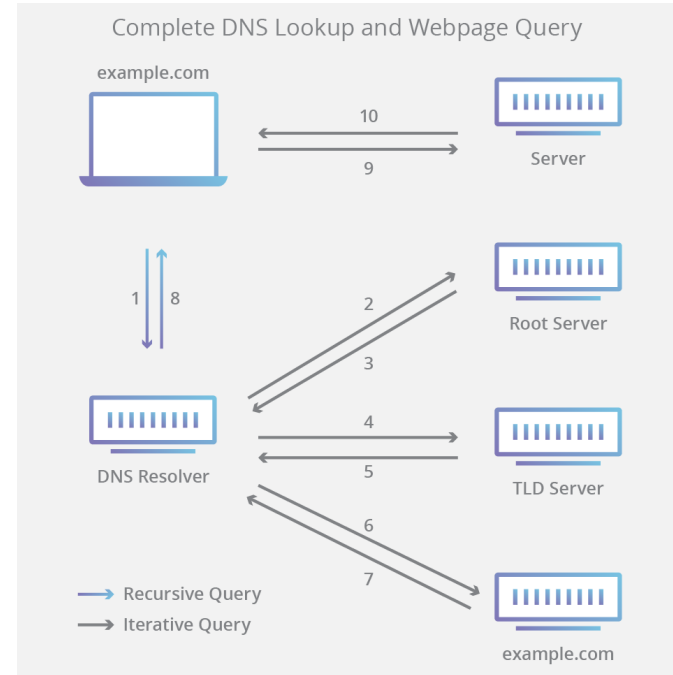 Complete DNS Lookup and Webpage Query
example.com
10
9
Server
1
8
2
3
Root Server
DNS Resolver
4
5
TLD Server
6
7
Recursive Query
Iterative Query
example.com